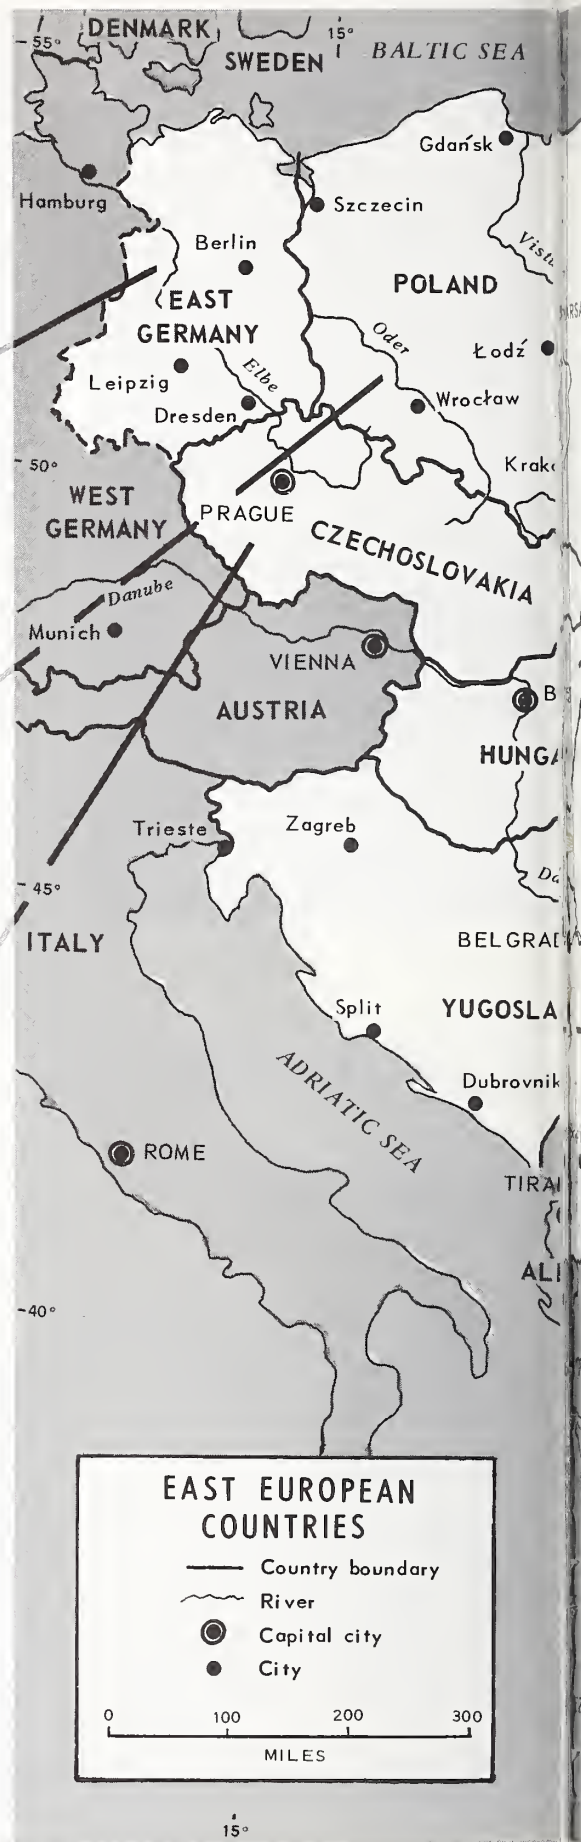 DENMARK
55°
15°
SWEDEN
BALTIC SEA
Gdańsk
Hamburg
Szczecin
Berlin
POLAND
EAST
GERMANY
Oder
Łodź
Leipzig
Elbe
Dresden
Wrocław
50°
WEST
GERMANY
PRAGUE
CZECHOSLOVAKIA
Danube
Munich
VIENNA
AUSTRIA
B
HUNGA
Trieste
Zagreb
45°
ITALY
BELGRAD
Split
YUGOSLA
ADRIATIC SEA
Dubrovnik
ROME
TIRA
40°
EAST EUROPEAN
COUNTRIES
Country boundary
River
Capital city
City
0 100 200 300
MILES
15°